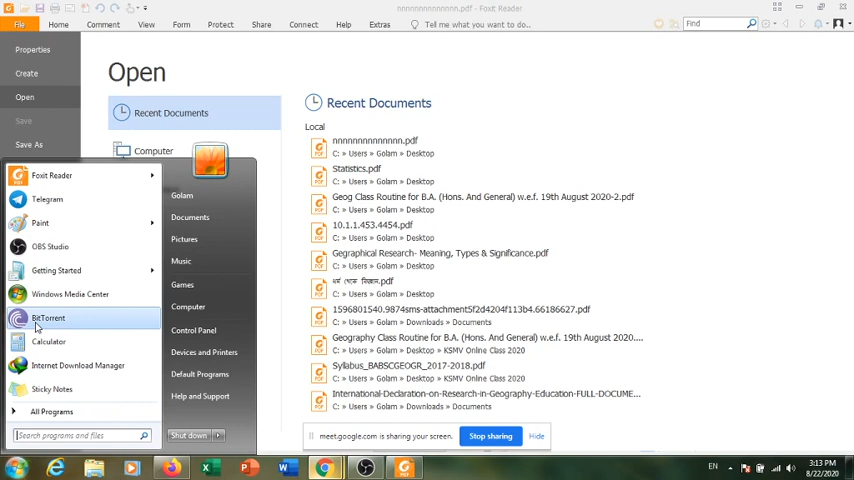 nnnnnnnnnnnnn.pdf - Foxit Reader
File Home Comment View Form Protect Share Connect Help Extras Tell me what you want to do.. Find
Properties
Create
Open
Save
Save As
Open
Recent Documents
Computer
Recent Documents
Local
nnnnnnnnnnnnn.pdf
C: » Users » Golam » Desktop
Statistics.pdf
C: » Users » Golam » Desktop
Geog Class Routine for B.A. (Hons. And General) w.e.f. 19th August 2020-2.pdf
C: » Users » Golam » Desktop
10.1.1.453.4454.pdf
C: » Users » Golam » Desktop
Gegraphical Research- Meaning, Types & Significance.pdf
C: » Users » Golam » Desktop
ধর্ম থেকে বিজ্ঞান.pdf
C: » Users » Golam » Desktop
1596801540.9874sms-attachment5f2d4204f113b4.66186627.pdf
C: » Users » Golam » Downloads » Documents
Geography Class Routine for B.A. (Hons. And General) w.e.f. 17th August 2020....
C: » Users » Golam » Desktop » KSMV Online Class 2020
Syllabus_BABSCGEOGR_2017-2018.pdf
C: » Users » Golam » Desktop » KSMV Online Class 2020
International-Declaration-on-Research-in-Geography-Education-FULL-DOCUME...
C: » Users » Golam » Downloads » Documents
Foxit Reader
Telegram
Paint
OBS Studio
Getting Started
Windows Media Center
BitTorrent
Calculator
Internet Download Manager
Sticky Notes
All Programs
Search programs and files
Golam
Documents
Pictures
Music
Games
Computer
Control Panel
Devices and Printers
Default Programs
Help and Support
Shut down
meet.google.com is sharing your screen. Stop sharing Hide
EN
3:13 PM
8/22/2020